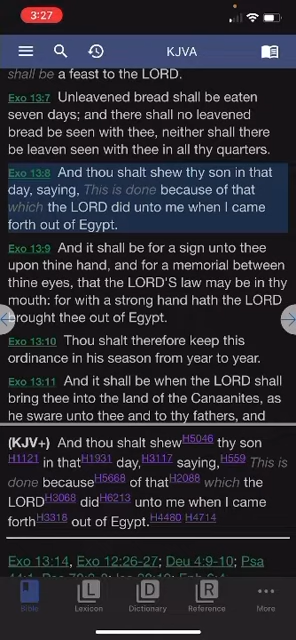 3:27
KJVA
shall be a feast to the LORD.
Exo 13:7 Unleavened bread shall be eaten
seven days; and there shall no leavened
bread be seen with thee, neither shall there
be leaven seen with thee in all thy quarters.
Exo 13:8 And thou shalt shew thy son in that
day, saying, This is done because of that
which the LORD did unto me when I came
forth out of Egypt.
Exo 13:9 And it shall be for a sign unto thee
upon thine hand, and for a memorial between
thine eyes, that the LORD'S law may be in thy
mouth: for with a strong hand hath the LORD
brought thee out of Egypt.
Exo 13:10 Thou shalt therefore keep this
ordinance in his season from year to year.
Exo 13:11 And it shall be when the LORD shall
bring thee into the land of the Canaanites, as
he sware unto thee and to thy fathers, and
(KJV+) And thou shalt shew H5046 thy son
H1121 in that H1931 day, H3117 saying, H559 This is
done because H5668 of that H2088 which the
LORD H3068 did H6213 unto me when I came
forth H3318 out of Egypt. H4480 H4714
Exo 13:14, Exo 12:26-27; Deu 4:9-10; Psa
Bible
L
Lexicon
D
Dictionary
R
Reference
More